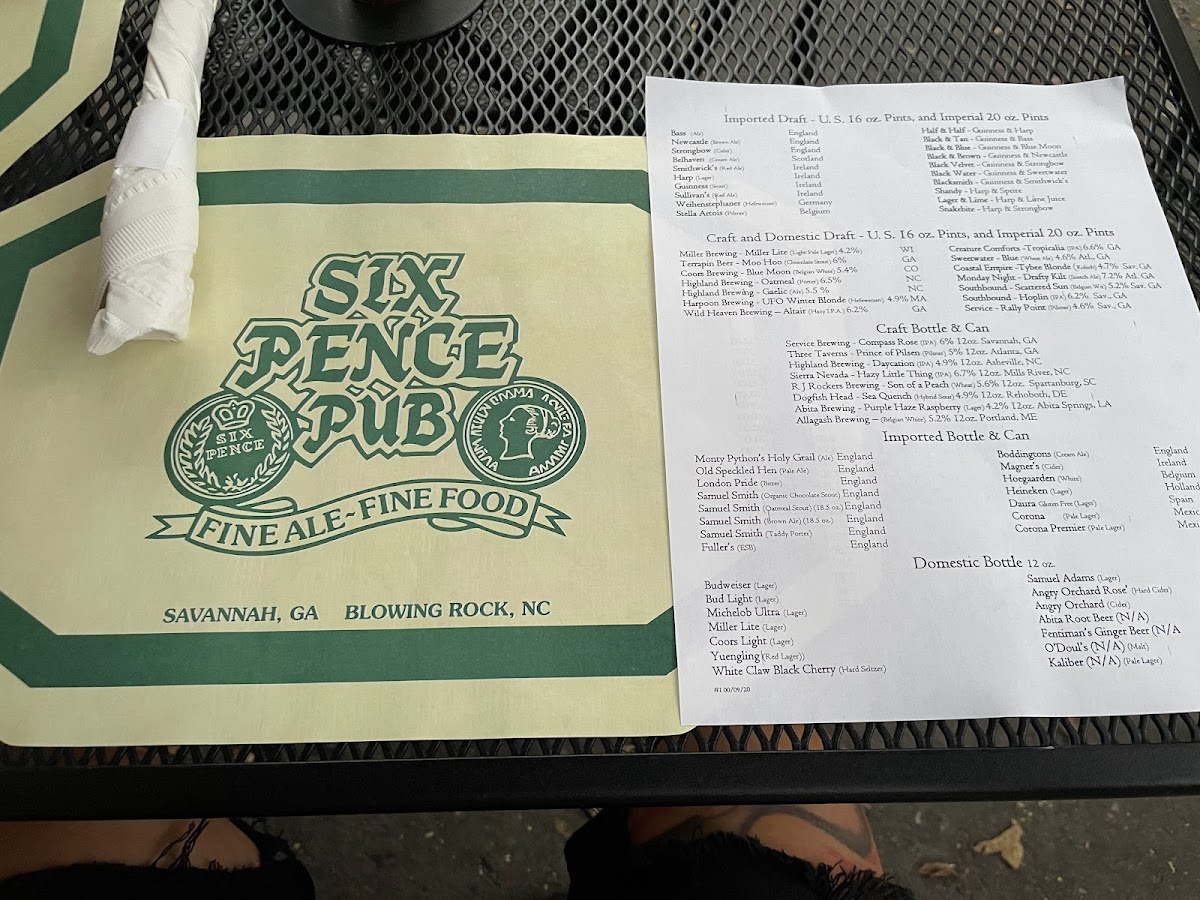 SIX
PENCE
PUB
SIX
PENCE
FINE ALE~FINE FOOD
SAVANNAH, GA BLOWING ROCK, NC
Imported Draft - U. S. 16 oz. Pints, and Imperial 20 oz. Pints
Bass (Ale) England
Newcastle (Brown Ale) England
Strongbow (Cider) England
Belhaven (Cream Ale) Scotland
Smithwick's (Red Ale) Ireland
Harp (Lager) Ireland
Guinness (Stout) Ireland
Sullivan's (Red Ale) Ireland
Weihenstephaner (Hefeweizen) Germany
Stella Artois (Pilsner) Belgium
Half & Half - Guinness & Harp
Black & Tan - Guinness & Bass
Black & Blue - Guinness & Blue Moon
Black & Brown - Guinness & Newcastle
Black Velvet - Guinness & Strongbow
Black Water - Guinness & Sweetwater
Blacksmith - Guinness & Smithwick's
Shandy - Harp & Sprite
Lager & Lime - Harp & Lime Juice
Snakebite - Harp & Strongbow
Craft and Domestic Draft - U. S. 16 oz. Pints, and Imperial 20 oz. Pints
Miller Brewing - Miller Lite (Light Pale Lager) 4.2%) WI
Terrapin Beer - Moo Hoo (Chocolate Stout) 6% GA
Coors Brewing - Blue Moon (Belgian White) 5.4% CO
Highland Brewing - Oatmeal (Porter) 6.5% NC
Highland Brewing - Gaelic (Ale) 5.5 % NC
Harpoon Brewing - UFO Winter Blonde (Hefeweizen) 4.9% MA
Wild Heaven Brewing – Altair (Hazy I.P.A.) 6.2% GA
Creature Comforts -Tropicalia (IPA) 6.6% GA
Sweetwater - Blue (Wheat Ale) 4.6% Atl., GA
Coastal Empire - Tybee Blonde (Kolsch) 4.7% Sav. GA
Monday Night - Drafty Kilt (Scotch Ale) 7.2% Atl. GA
Southbound - Scattered Sun (Belgian Wit) 5.2% Sav. GA
Southbound - Hoplin (IPA) 6.2% Sav., GA
Service - Rally Point (Pilsner) 4.6% Sav., GA
Craft Bottle & Can
Service Brewing - Compass Rose (IPA) 6% 12oz. Savannah, GA
Three Taverns - Prince of Pilsen (Pilsner) 5% 12oz. Atlanta, GA
Highland Brewing - Daycation (IPA) 4.9% 12oz. Asheville, NC
Sierra Nevada - Hazy Little Thing (IPA) 6.7% 12oz. Mills River, NC
R J Rockers Brewing - Son of a Peach (Wheat) 5.6% 12oz. Spartanburg, SC
Dogfish Head - Sea Quench (Hybrid Sour) 4.9% 12oz. Rehoboth, DE
Abita Brewing - Purple Haze Raspberry (Lager) 4.2% 12oz. Abita Springs, LA
Allagash Brewing – (Belgian White) 5.2% 12oz. Portland, ME
Imported Bottle & Can
Monty Python's Holy Grail (Ale) England
Old Speckled Hen (Pale Ale) England
London Pride (Bitter) England
Samuel Smith (Organic Chocolate Stout) England
Samuel Smith (Oatmeal Stout) (18.5 oz.) England
Samuel Smith (Brown Ale) (18.5 oz.) England
Samuel Smith (Taddy Porter) England
Fuller's (ESB) England
Boddingtons (Cream Ale) England
Magner's (Cider) Ireland
Hoegaarden (White) Belgium
Heineken (Lager) Holland
Daura Gluten Free (Lager) Spain
Corona (Pale Lager) Mexi
Corona Premier (Pale Lager) Mexi
Domestic Bottle 12 oz.
Budweiser (Lager)
Bud Light (Lager)
Michelob Ultra (Lager)
Miller Lite (Lager)
Coors Light (Lager)
Yuengling (Red Lager))
White Claw Black Cherry (Hard Seltzer)
Samuel Adams (Lager)
Angry Orchard Rose' (Hard Cider)
Angry Orchard (Cider)
Abita Root Beer (N/A)
Fentiman's Ginger Beer (N/A
O'Doul's (N/A) (Malt)
Kaliber (N/A) (Pale Lager)